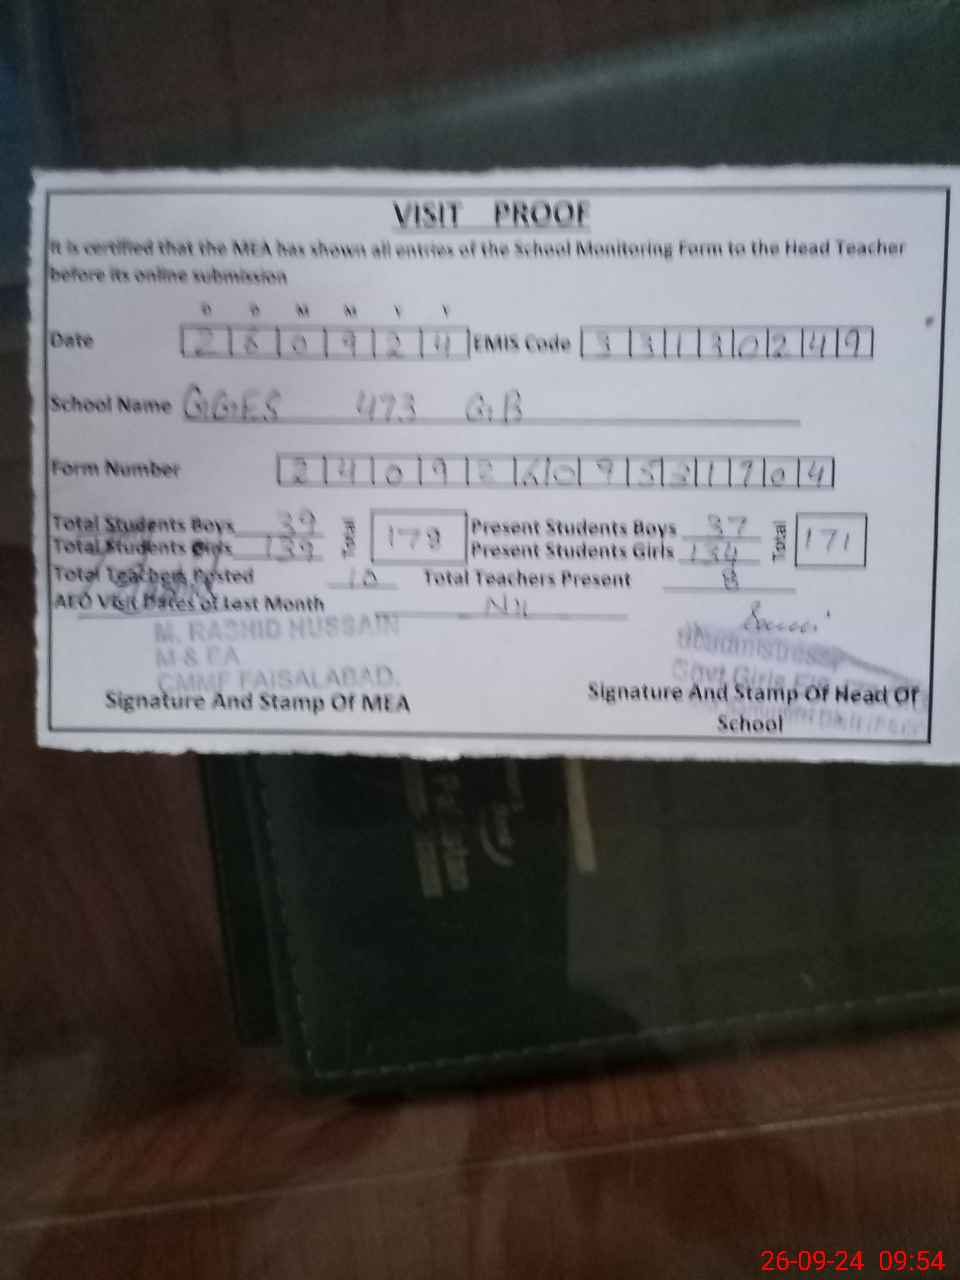 VISIT PROOF
It is certified that the MEA has shown all entries of the School Monitoring Form to the Head Teacher
before its online submission
D D M M Y Y
Date 2 6 0 9 2 4 EMIS Code 3 3 1 3 0 2 4 9
School Name GGES 473 GB
Form Number 2 4 0 9 2 6 0 9 5 3 1 7 0 4
Total Students Boys 39 Total 178 Present Students Boys 37 Total 171
Total Students Girls 139 Present Students Girls 134
Total Teachers Posted 10 Total Teachers Present 8
AEO Visit Dates of Last Month Nil
M. RASHID HUSSAIN
M & EA
CMMF FAISALABAD.
Headmistress
Govt Girls
Signature And Stamp Of MEA
Signature And Stamp Of Head Of
School
26-09-24 09:54